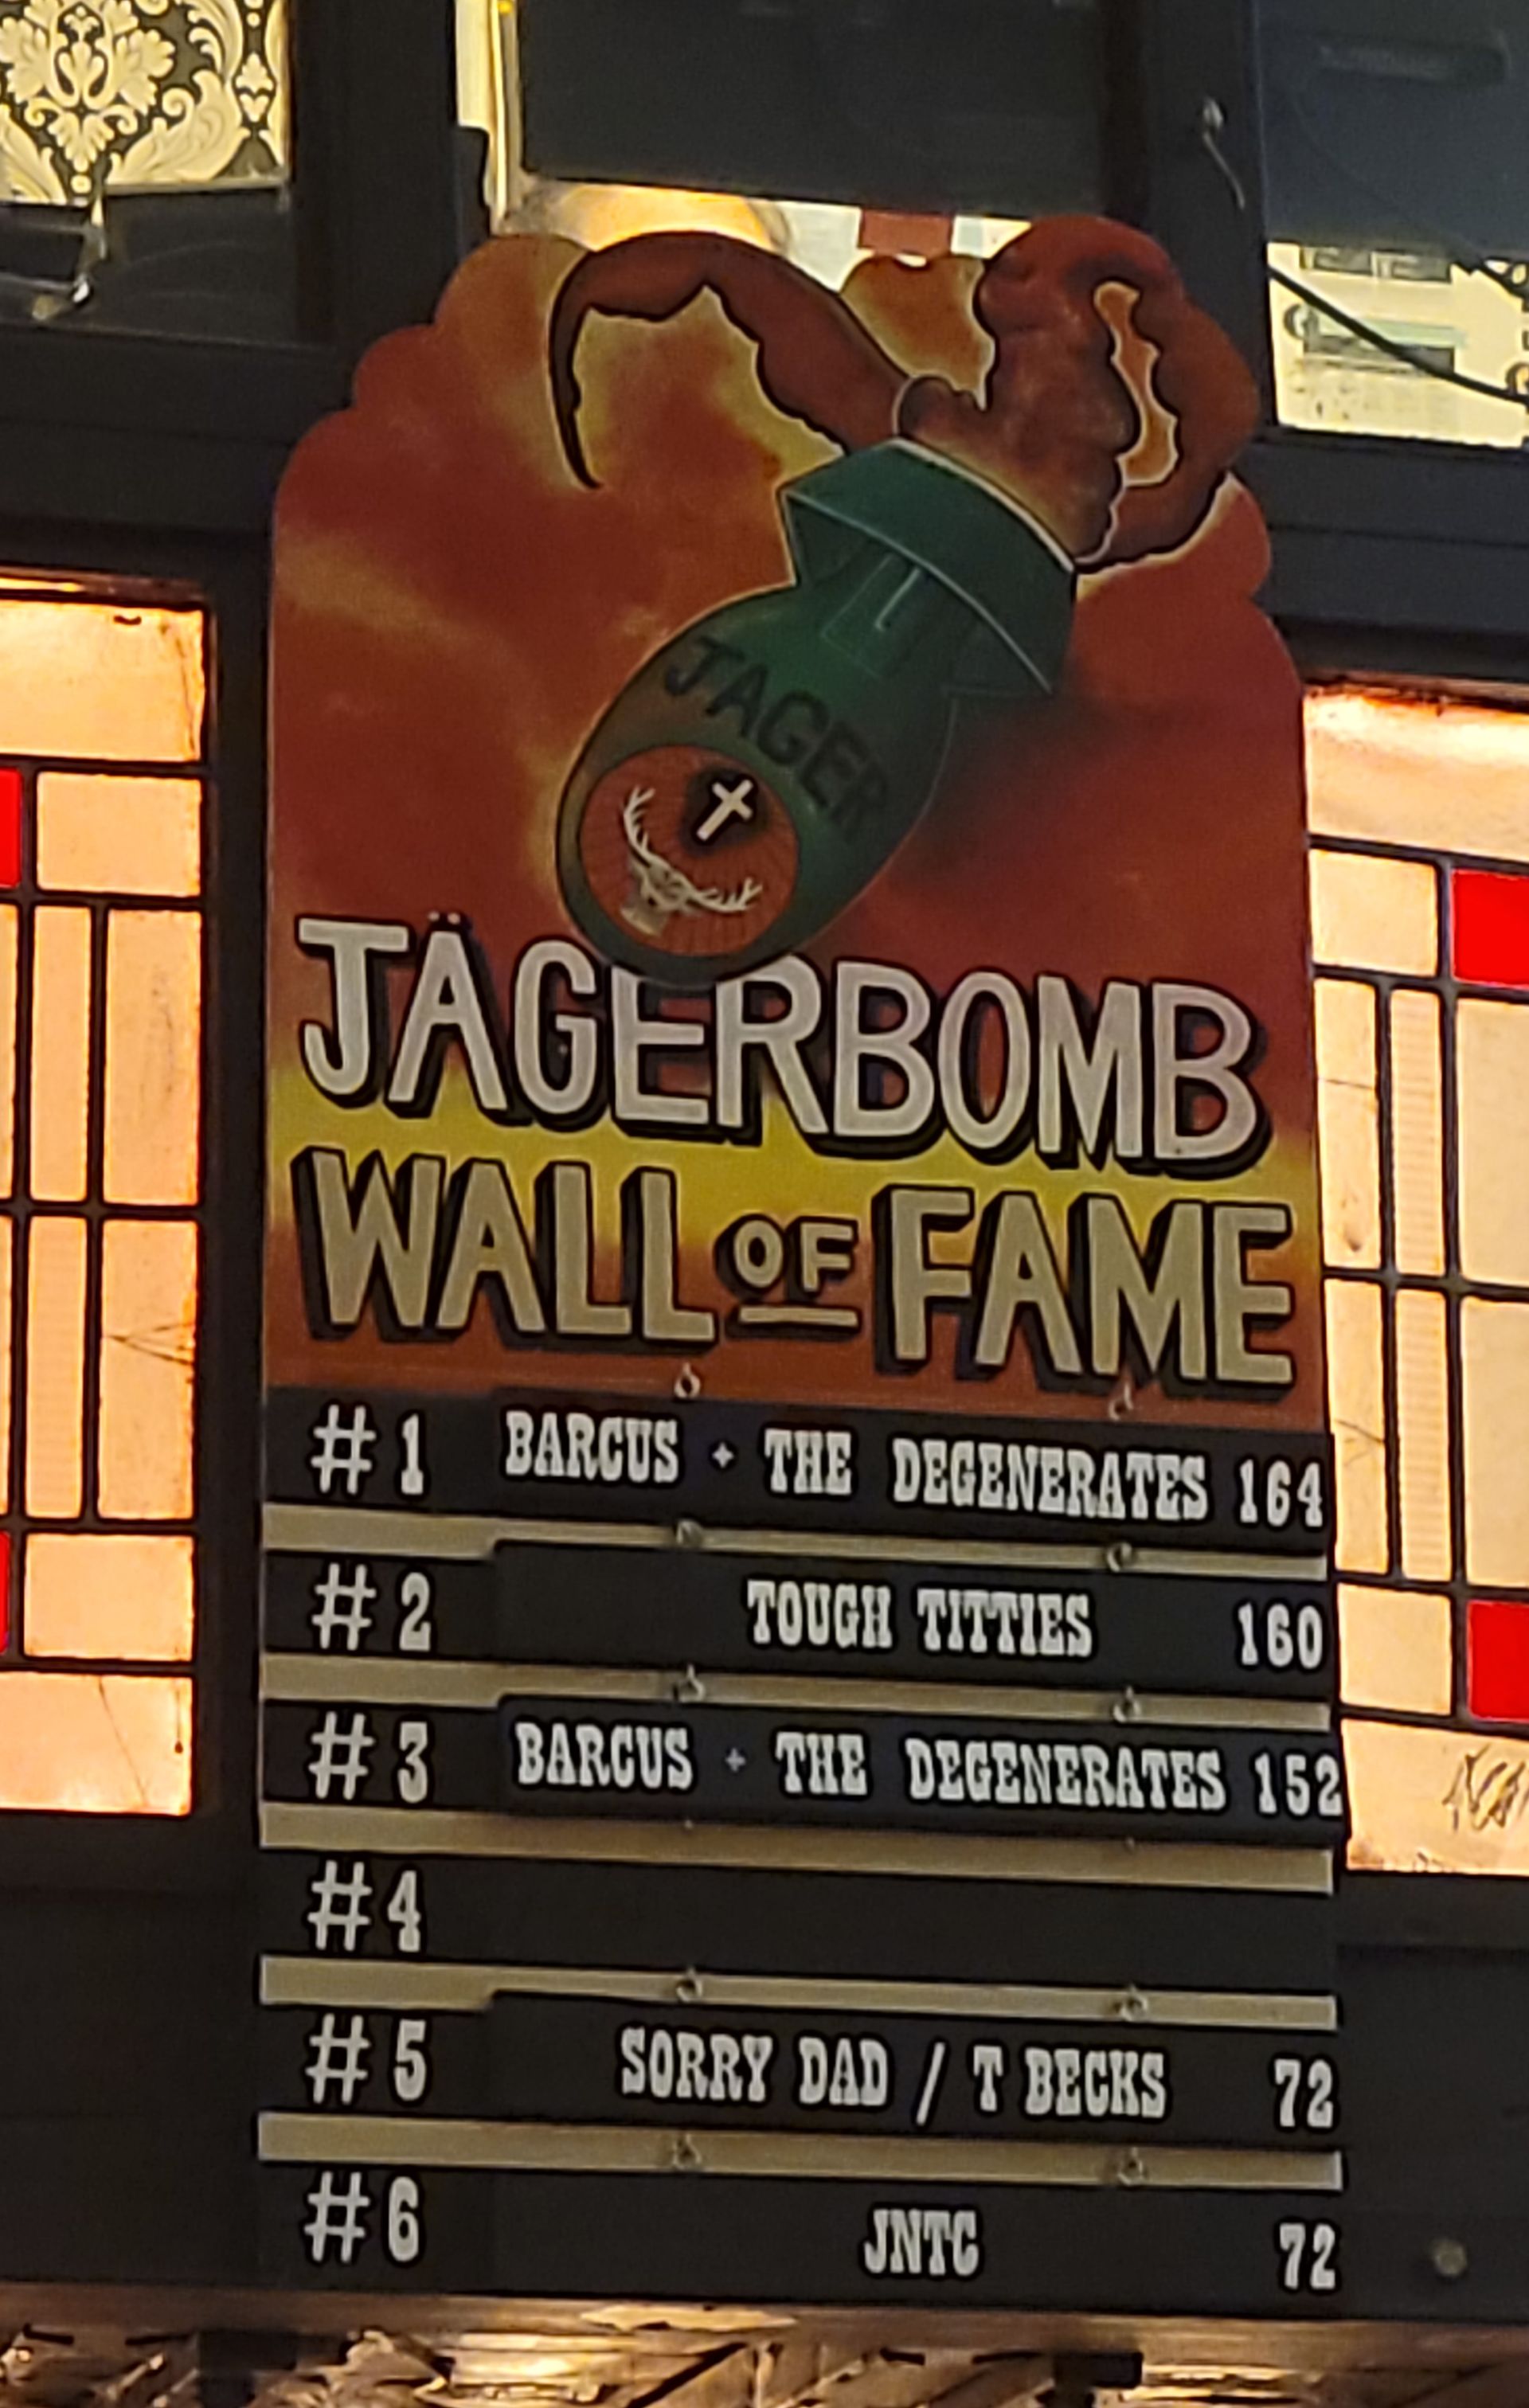 JAGER
JÄGERBOMB
WALL OF FAME
#1 BARCUS + THE DEGENERATES 164
#2 TOUGH TITTIES 160
#3 BARCUS + THE DEGENERATES 152
#4
#5 SORRY DAD / T BECKS 72
#6 JNTC 72